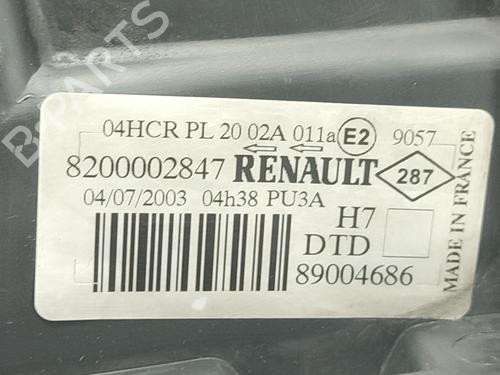 B-PARTS
04HCR PL 20 02A 011a E2 9057
8200002847 RENAULT 287
04/07/2003 04h38 PU3A
H7
DTD
89004686
MADE IN FRANCE